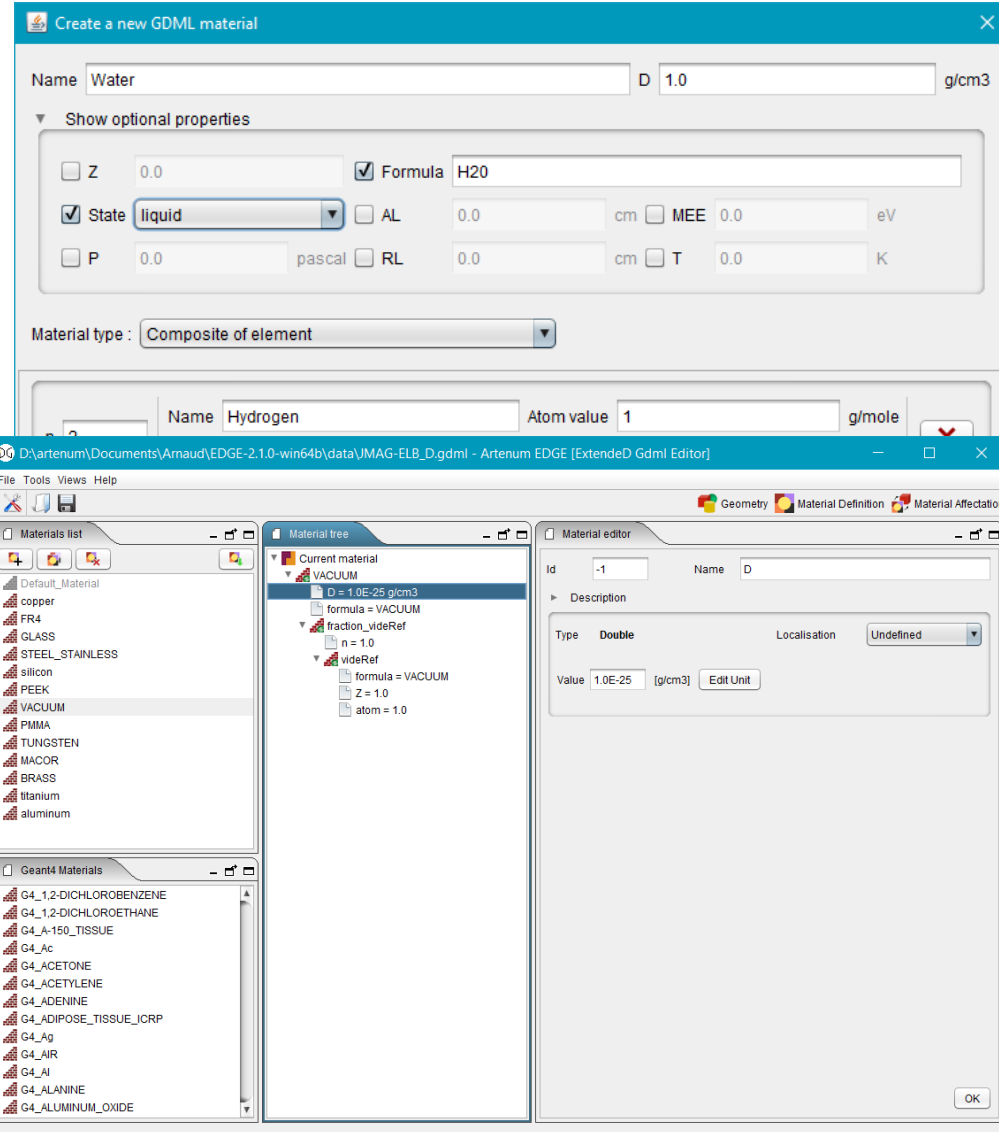 Create a new GDML material
Name Water D 1.0 g/cm3
Show optional properties
Z 0.0 Formula H20
State liquid AL 0.0 cm MEE 0.0 eV
P 0.0 pascal RL 0.0 cm T 0.0 K
Material type : Composite of element
Name Hydrogen Atom value 1 g/mole
D:\artenum\Documents\Arnaud\EDGE-2.1.0-win64b\data\JMAG-ELB_D.gdml - Artenum EDGE [ExtendeD Gdml Editor]
File Tools Views Help
Geometry Material Definition Material Affectatio
Materials list
Default_Material
copper
FR4
GLASS
STEEL_STAINLESS
silicon
PEEK
VACUUM
PMMA
TUNGSTEN
MACOR
BRASS
titanium
aluminum
Geant4 Materials
G4_1,2-DICHLOROBENZENE
G4_1,2-DICHLOROETHANE
G4_A-150_TISSUE
G4_Ac
G4_ACETONE
G4_ACETYLENE
G4_ADENINE
G4_ADIPOSE_TISSUE_ICRP
G4_Ag
G4_AIR
G4_Al
G4_ALANINE
G4_ALUMINUM_OXIDE
Material tree
Current material
VACUUM
D = 1.0E-25 g/cm3
formula = VACUUM
fraction_videRef
n = 1.0
videRef
formula = VACUUM
Z = 1.0
atom = 1.0
Material editor
Id -1 Name D
Description
Type Double Localisation Undefined
Value 1.0E-25 [g/cm3] Edit Unit
OK